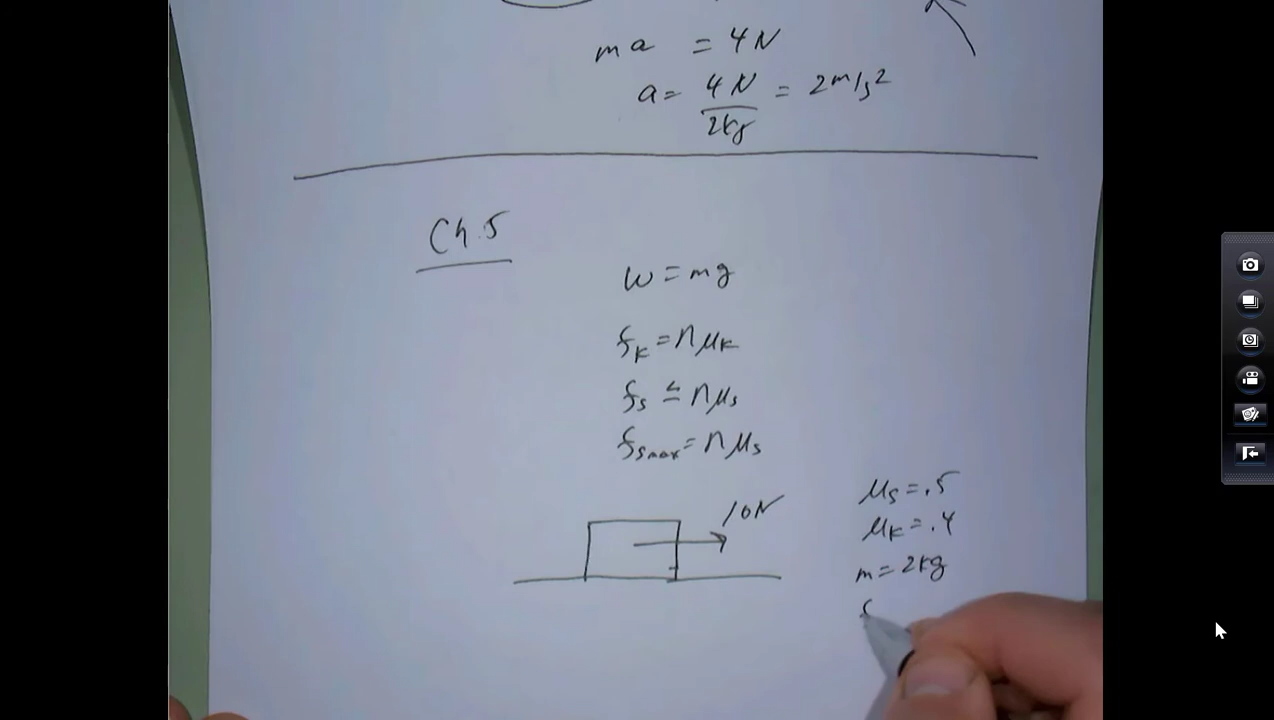 ma = 4N
a = 4N/2kg = 2m/s²
Ch. 5
w = mg
fk = nμk
fs ≤ nμs
fsmax = nμs
10N
μs = .5
μk = .4
m = 2kg